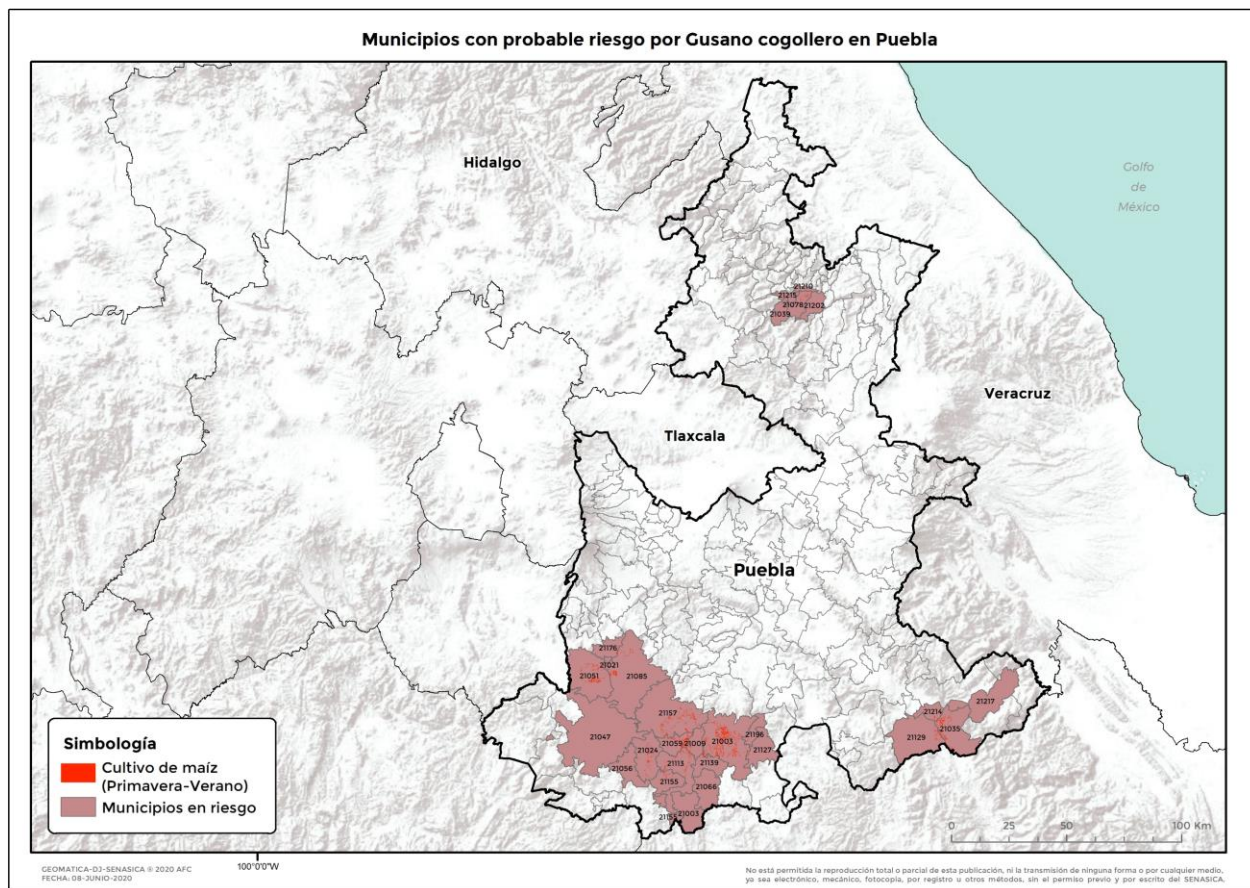 Municipios con probable riesgo por Gusano cogollero en Puebla
Hidalgo
Golfo
de
México
21210
21215
21078
21202
21039
Veracruz
Tlaxcala
Puebla
21176
21021
21051
21085
21217
21157
21214
21047
21059
21009
21003
21196
21035
21129
21024
21127
21056
21113
21139
21155
21066
21155
21003
Simbología
Cultivo de maíz
(Primavera-Verano)
Municipios en riesgo
0 25 50 100 Km
100°0'0"W
GEOMATICA-DJ-SENASICA ® 2020 AFC
FECHA: 08-JUNIO-2020
No está permitida la reproducción total o parcial de esta publicación, ni la transmisión de ninguna forma o por cualquier medio,
ya sea electrónico, mecánico, fotocopia, por registro u otros métodos, sin el permiso previo y por escrito del SENASICA.